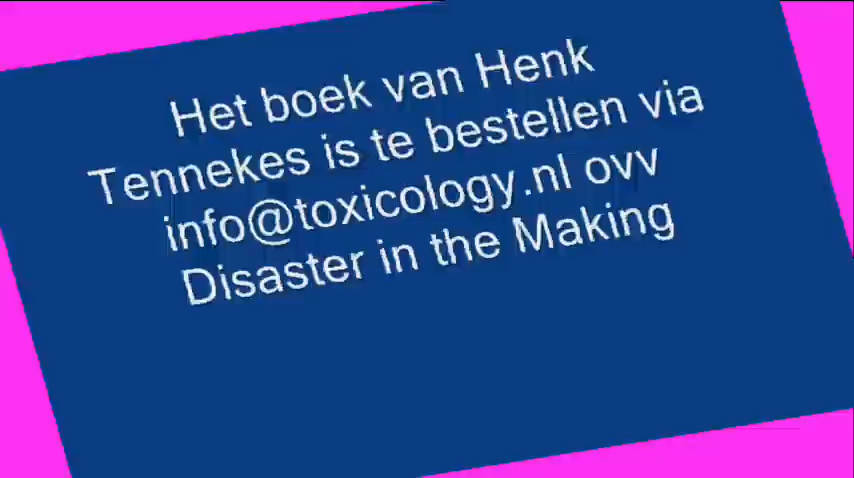 Het boek van Henk
Tennekes is te bestellen via
info@toxicology.nl ovv
Disaster in the Making